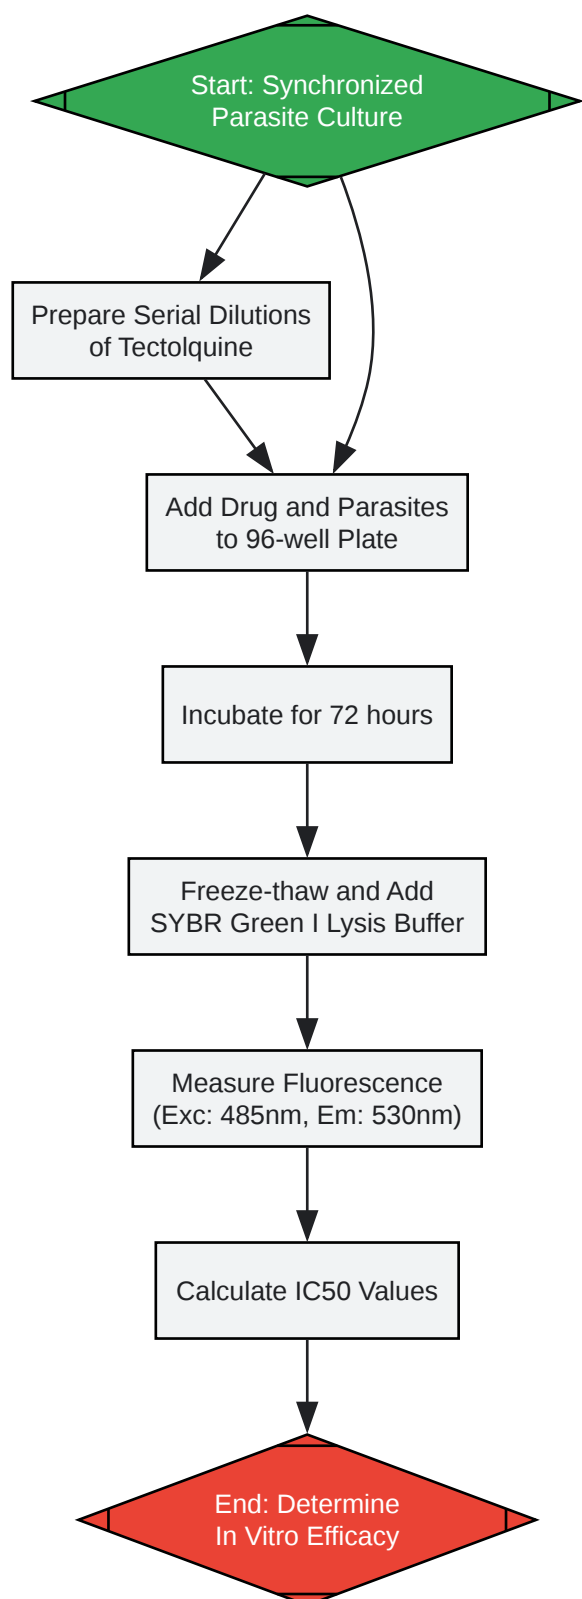 Start: Synchronized
Parasite Culture
Prepare Serial Dilutions
of Tectolquine
Add Drug and Parasites
to 96-well Plate
Incubate for 72 hours
Freeze-thaw and Add
SYBR Green I Lysis Buffer
Measure Fluorescence
(Exc: 485nm, Em: 530nm)
Calculate IC50 Values
End: Determine
In Vitro Efficacy